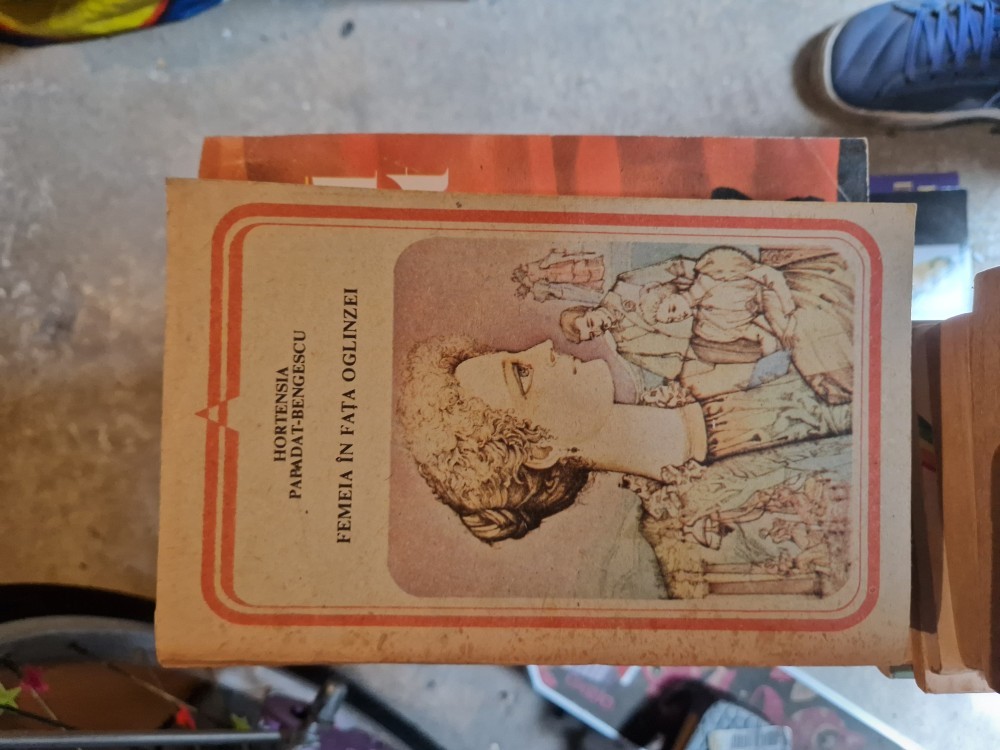 HORTENSIA
PAPADAT-BENGESCU
FEMEIA ÎN FAȚA OGLINZEI